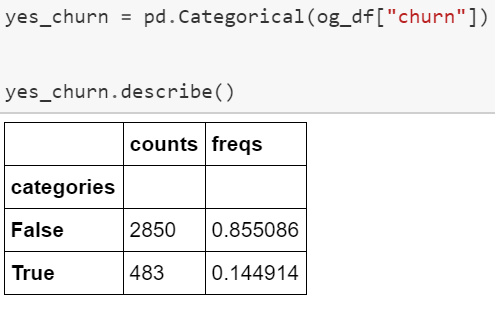 yes_churn = pd.Categorical(og_df["churn"])
yes_churn.describe()
counts freqs
categories
False 2850 0.855086
True 483 0.144914